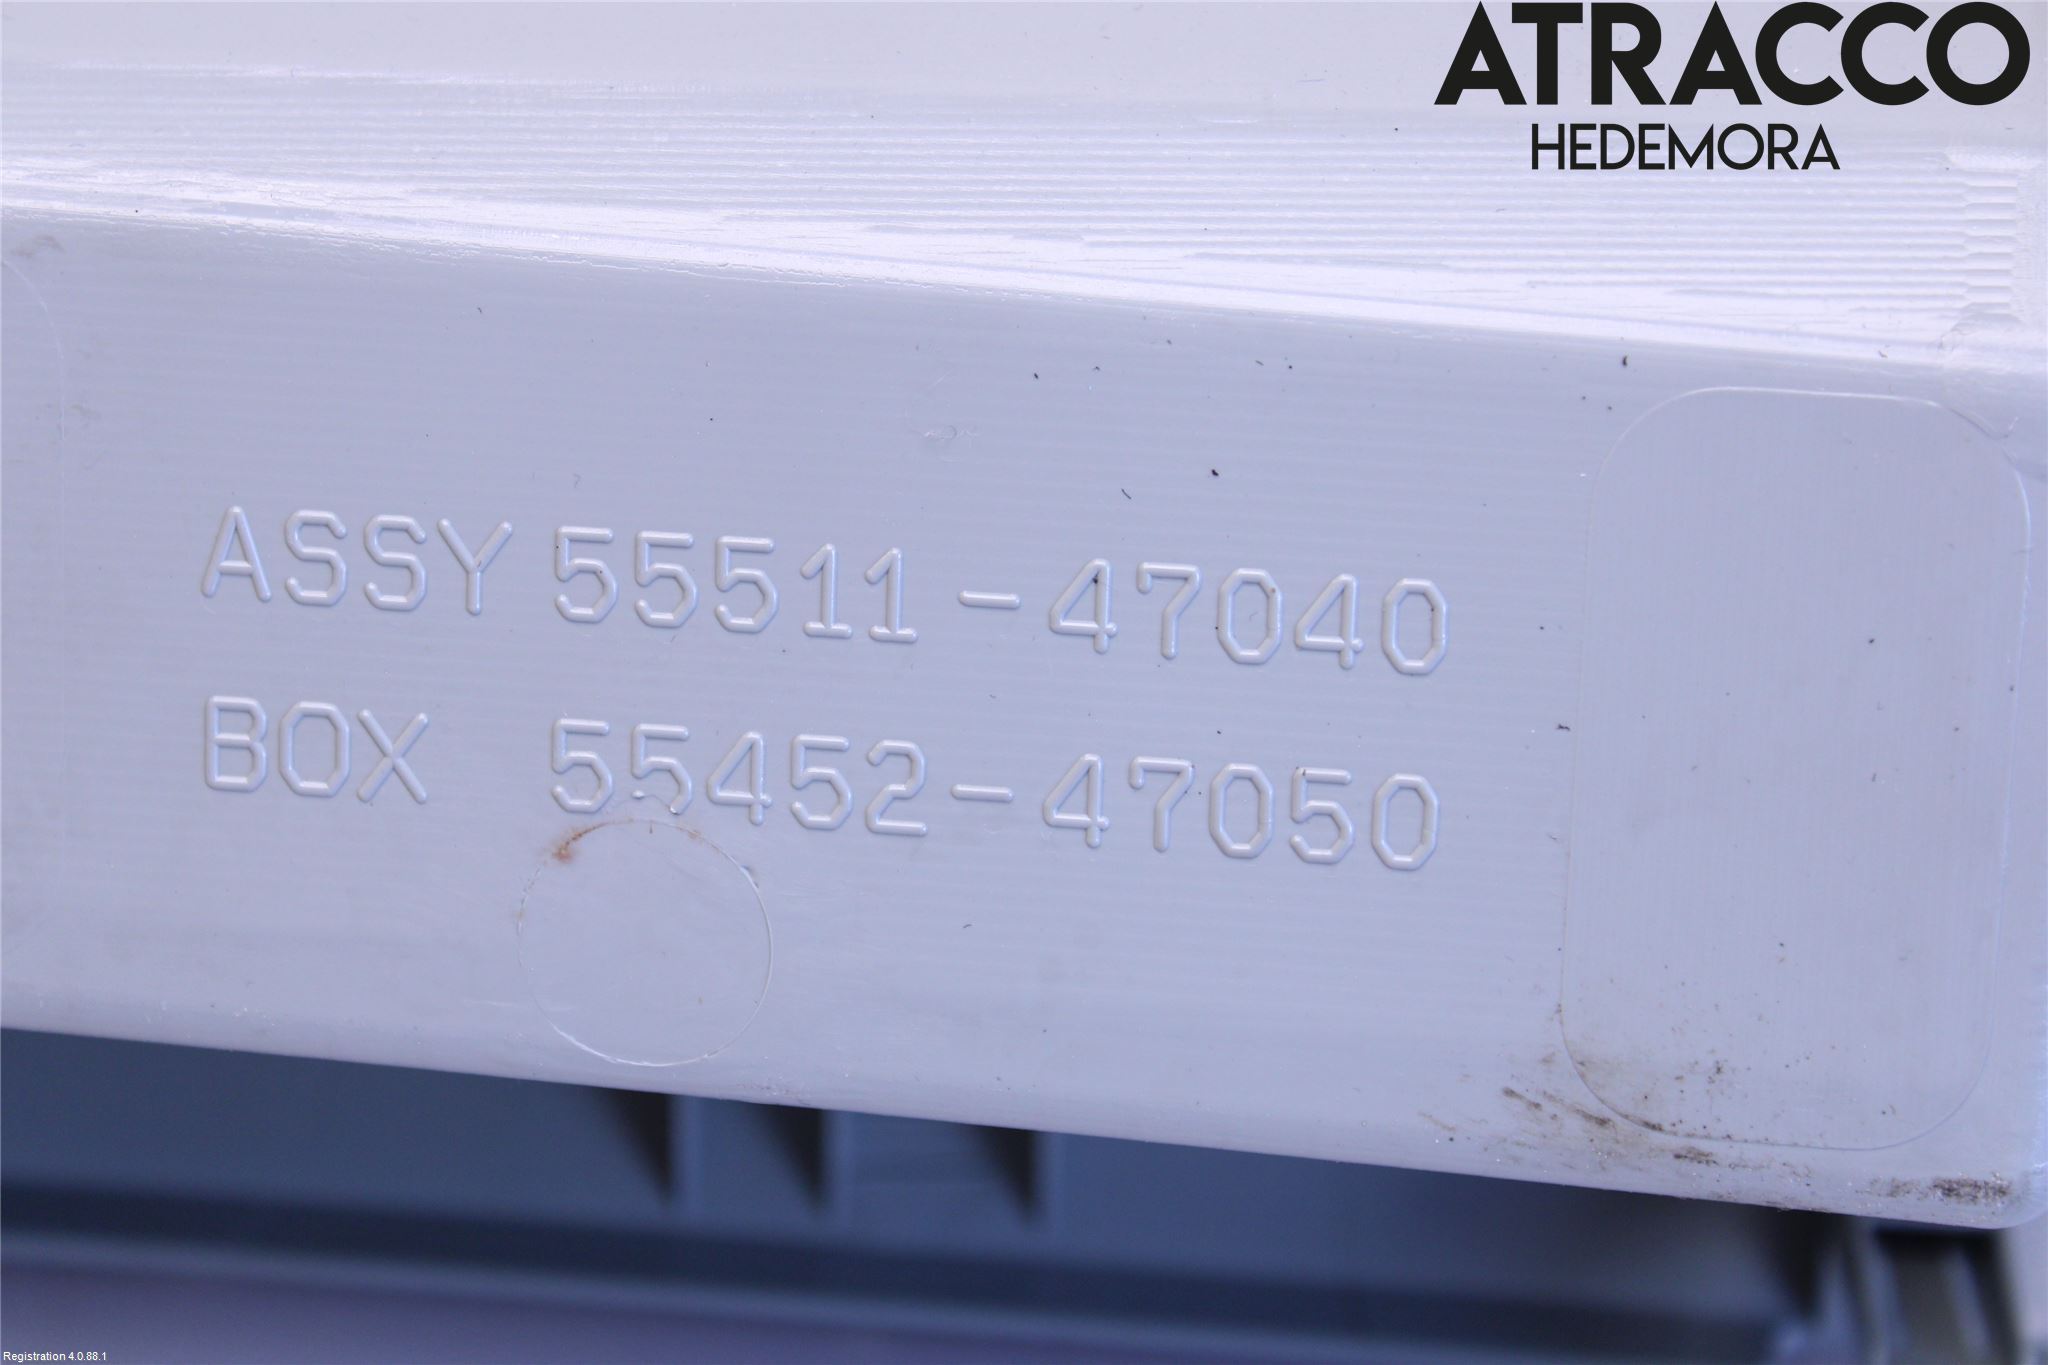 ATRACCO
HEDEMORA
ASSY 55511-47040
BOX 55452-47050
Registration 4.0.88.1